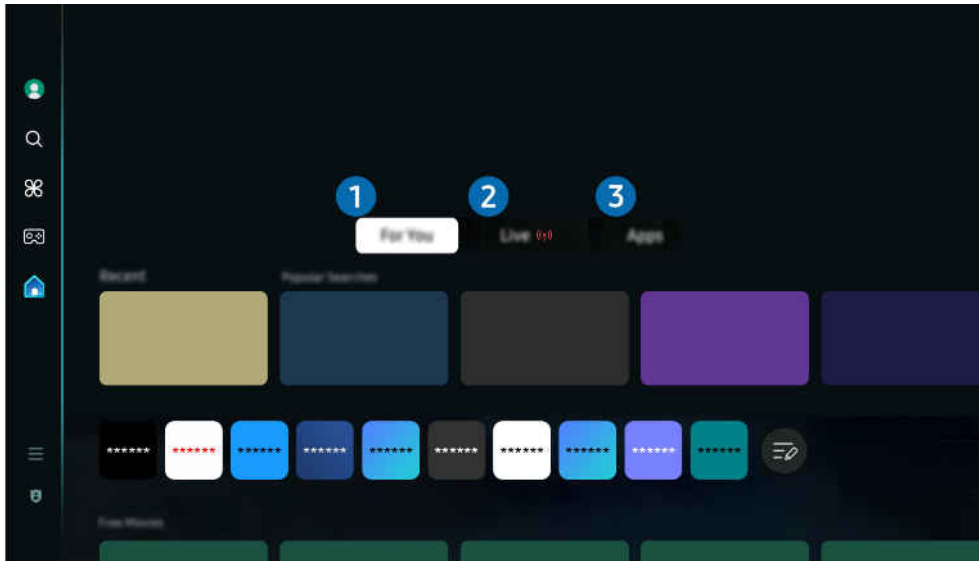 1 2 3
For You Live Apps
Recent Popular Searches
****** ****** ****** ****** ****** ****** ****** ****** ****** ******
Free Movies